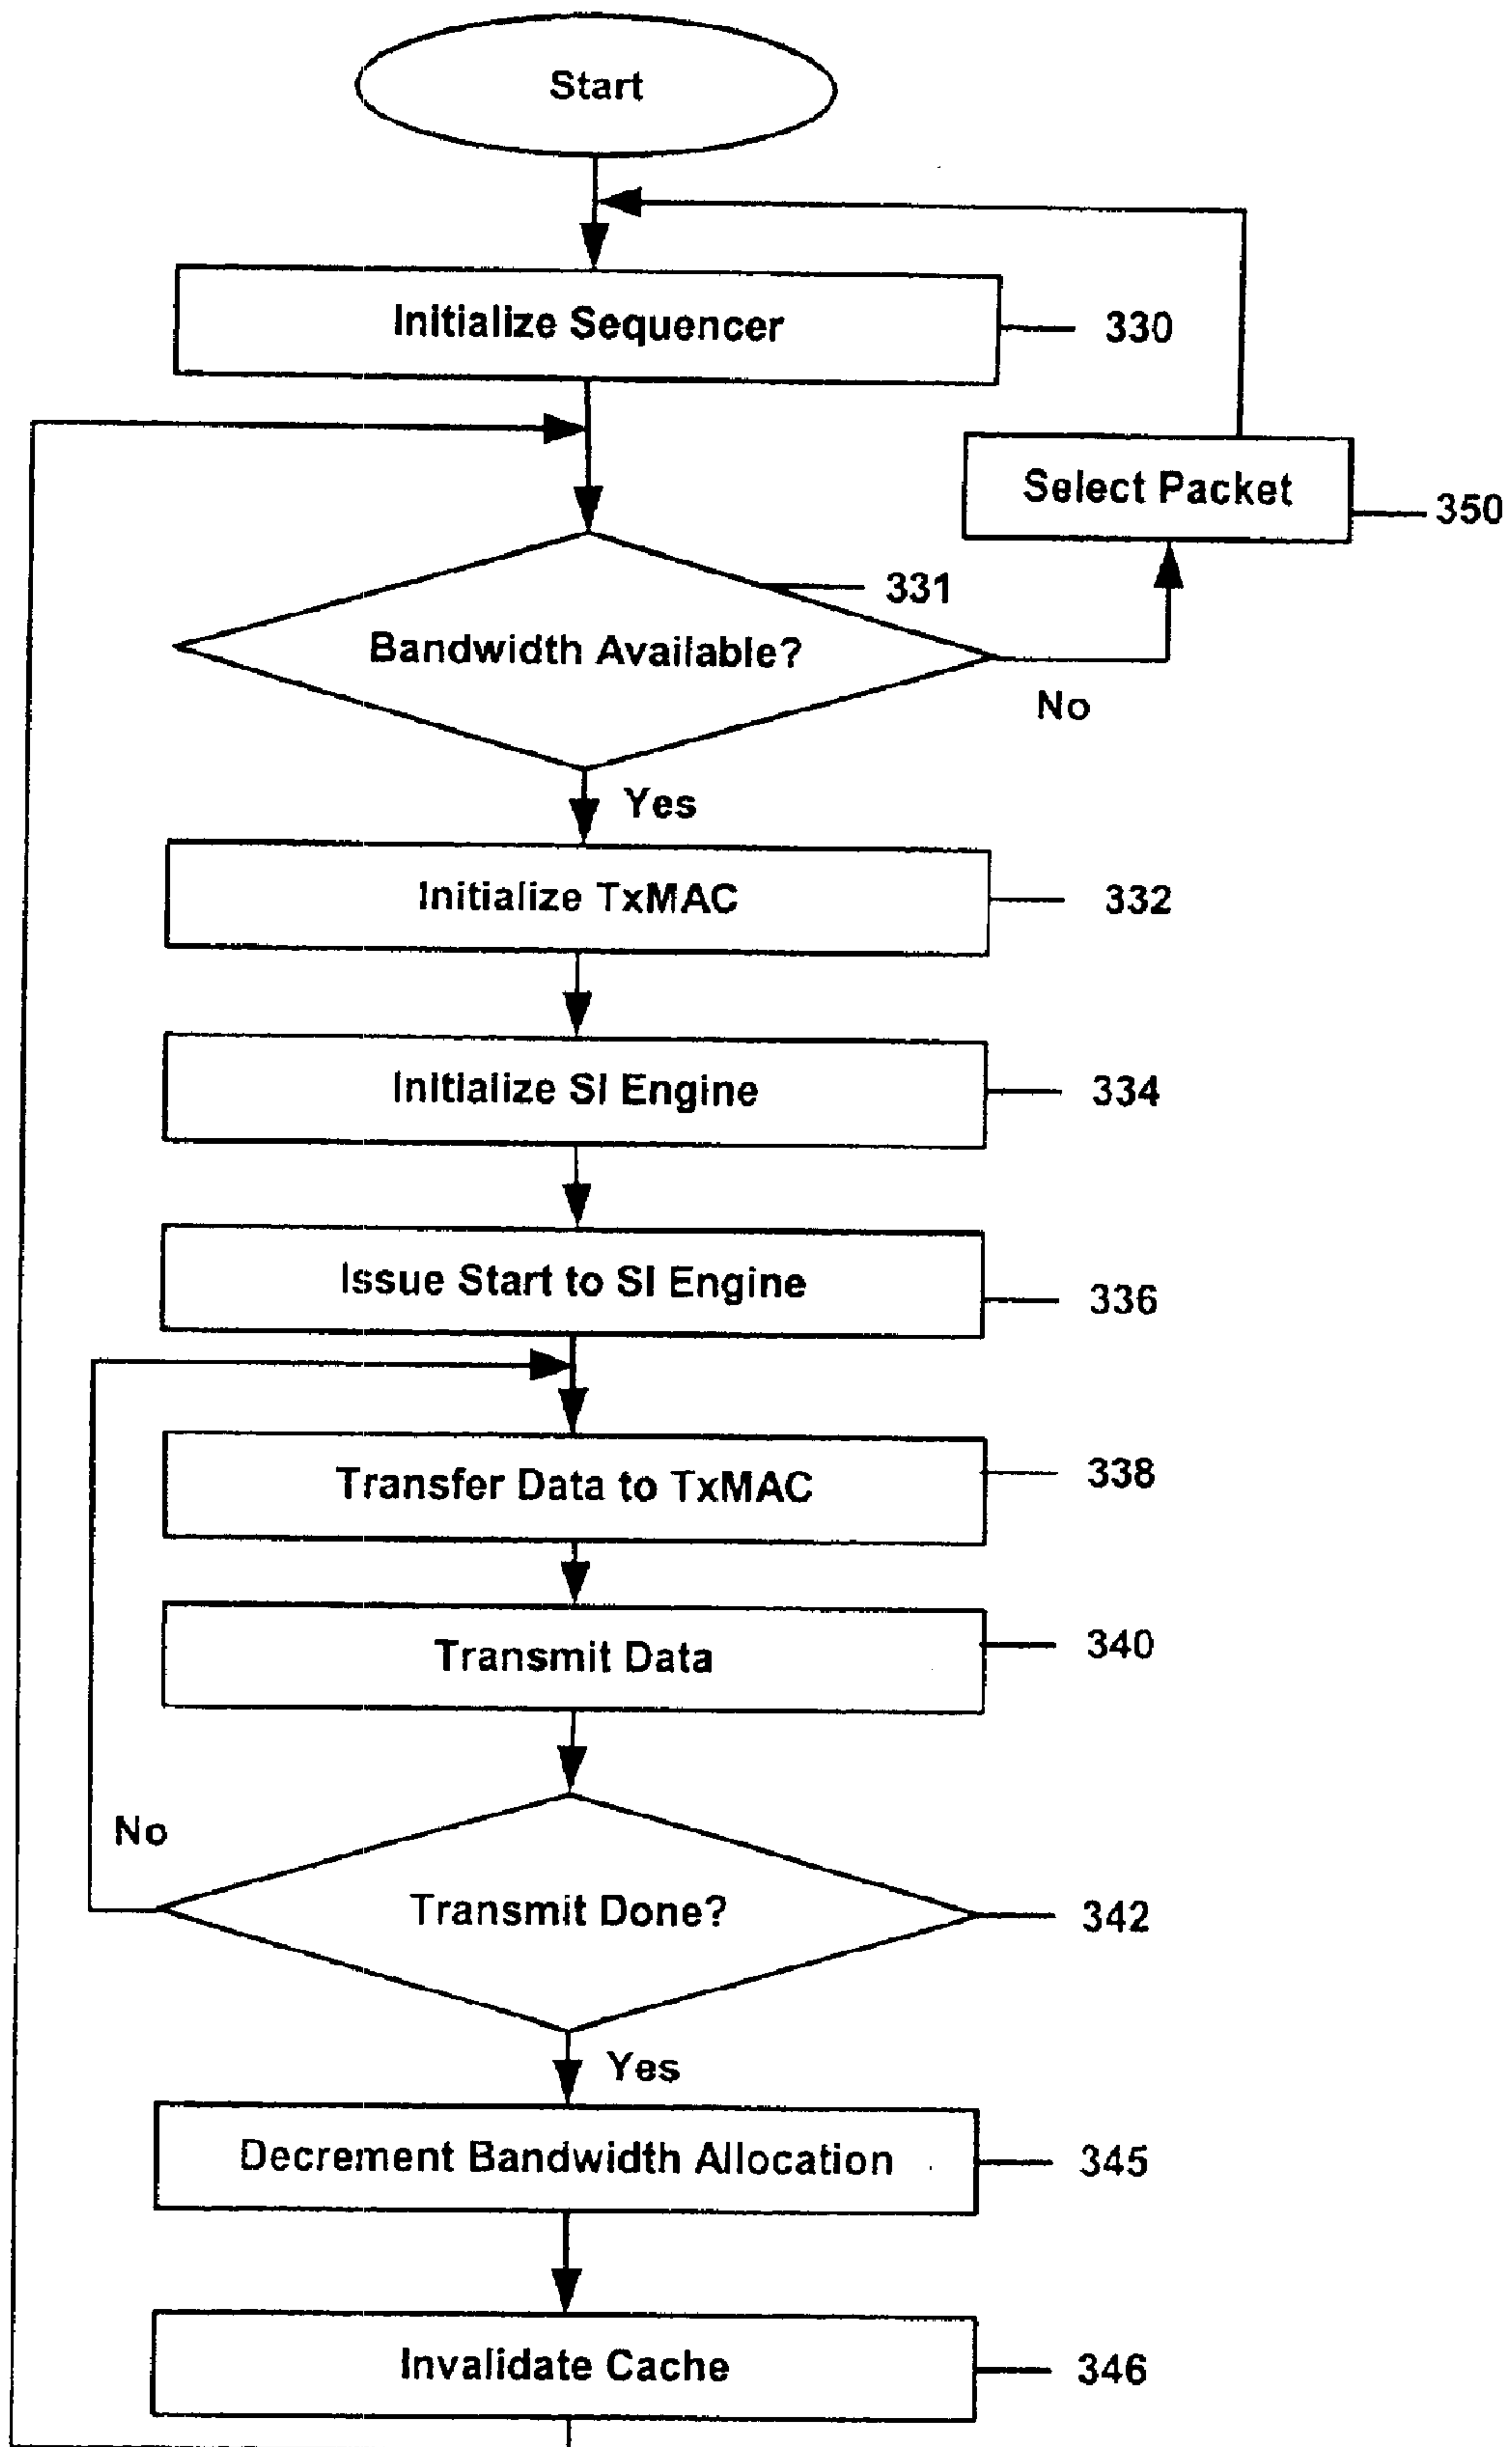 Start
Initialize Sequencer
330
Select Packet
350
331
Bandwidth Available?
No
Yes
Initialize TxMAC
332
Initialize SI Engine
334
Issue Start to SI Engine
336
Transfer Data to TxMAC
338
Transmit Data
340
No
Transmit Done?
342
Yes
Decrement Bandwidth Allocation
345
Invalidate Cache
346